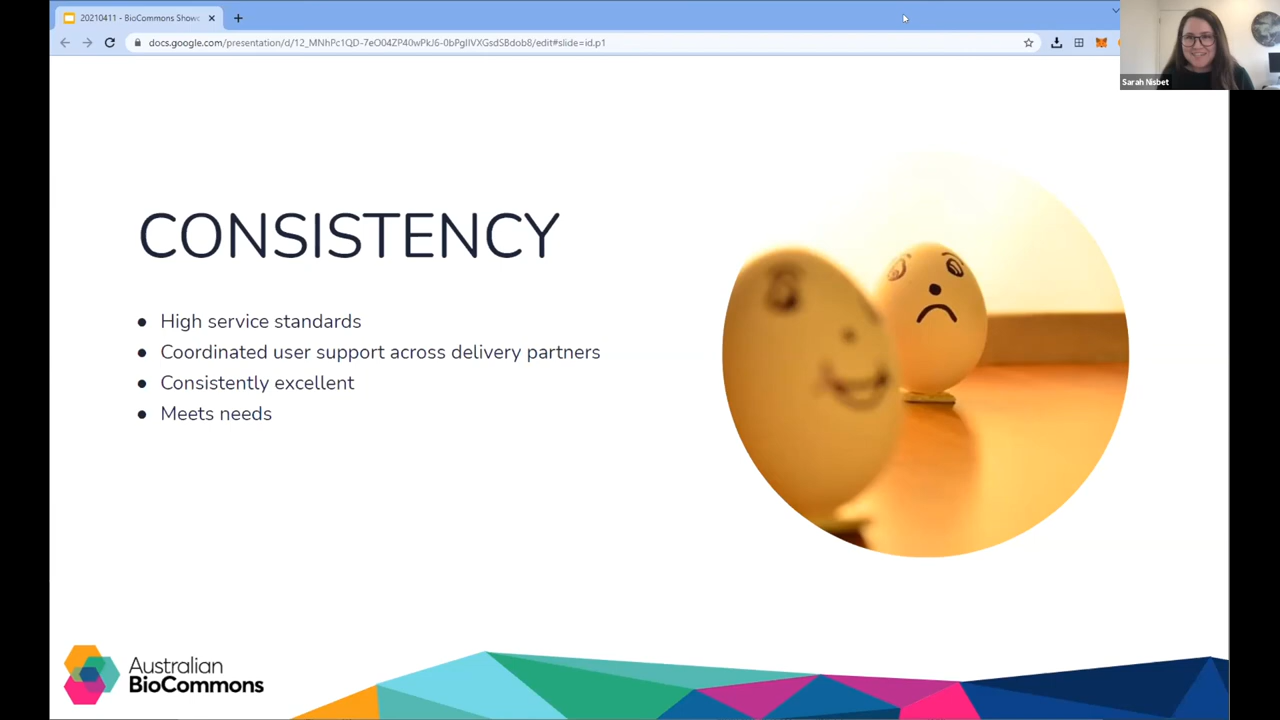 20210411 - BioCommons Showc
docs.google.com/presentation/d/12_MNhPc1QD-7eO04ZP40wPkJ6-0bPgIIVXGsdSBdob8/edit#slide=id.p1
Sarah Nisbet
CONSISTENCY
● High service standards
● Coordinated user support across delivery partners
● Consistently excellent
● Meets needs
Australian
BioCommons